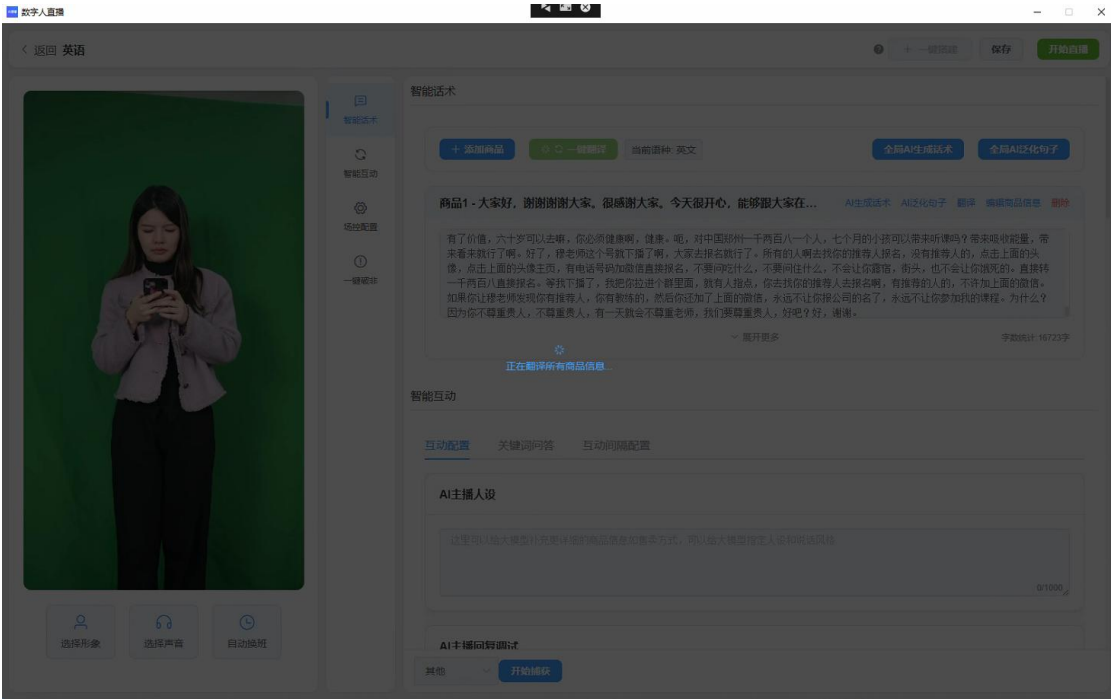 数字人直播
返回 英语
一键搭建
保存
开始直播
智能话术
智能互动
场控配置
选择形象
选择声音
自动换班
智能话术
+ 添加商品
一键翻译
当前语种: 英文
全局AI生成话术
全局AI泛化句子
商品1 - 大家好，谢谢谢谢大家。很感谢大家。今天很开心，能够跟大家在...
AI生成话术 AI泛化句子 翻译 编辑商品信息 删除
有了价值，六十岁可以去嘛，你必须健康啊，健康。呃，对中国郑州一千两百八一个人，七个月的小孩可以带来听课吗？带来吸收能量，带
来看来就行了啊。好了，穆老师这个号就下播了啊，大家去报名就行了。所有的人啊去找你的推荐人报名，没有推荐人的，点击上面的头
像，点击上面的头像主页，有电话号码加微信直接报名，不要问吃什么，不要问住什么，不会让你露宿，街头，也不会让你饿死的。直接转
一千两百八直接报名。等我下播了，我把你拉进个群里面，就有人指点，你去找你的推荐人去报名啊，有推荐人的，不许加上面的微信。
如果你让穆老师发现你有推荐人，你有教练的，然后你还加了上面的微信，永远不让你报公司的名了，永远不让你参加我的课程。为什么？
因为你不尊重贵人，不尊重贵人，有一天就会不尊重老师，我们要尊重贵人，好吧？好，谢谢。
展开更多
字数统计:16723字
正在翻译所有商品信息...
智能互动
互动配置 关键词问答 互动间隔配置
AI主播人设
0/1000
AI主播回复调试
其他
开始捕获